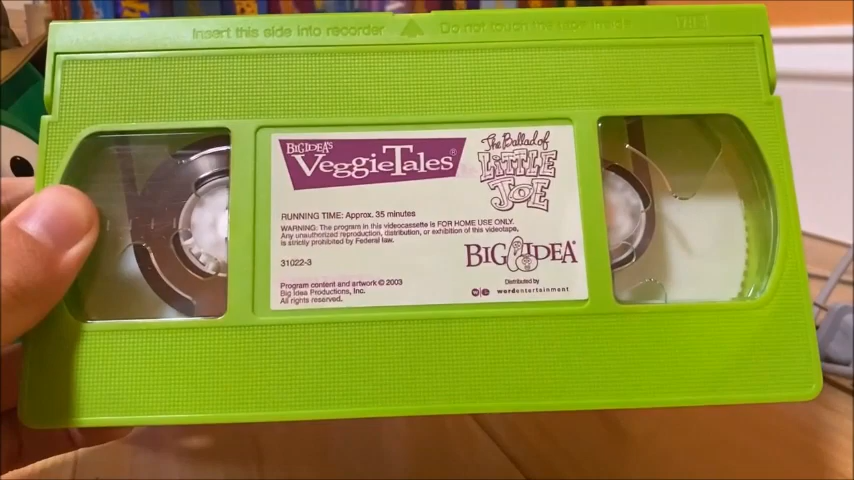 Insert this side into recorder
Do not touch the tape inside
BIG IDEA'S
VeggieTales®
The Ballad of
LITTLE
JOE
RUNNING TIME: Approx. 35 minutes
WARNING: The program in this videocassette is FOR HOME USE ONLY.
Any unauthorized reproduction, distribution, or exhibition of this videotape,
is strictly prohibited by Federal law.
31022-3
BIG IDEA®
Program content and artwork © 2003
Big Idea Productions, Inc.
All rights reserved.
Distributed by
we wordentertainment